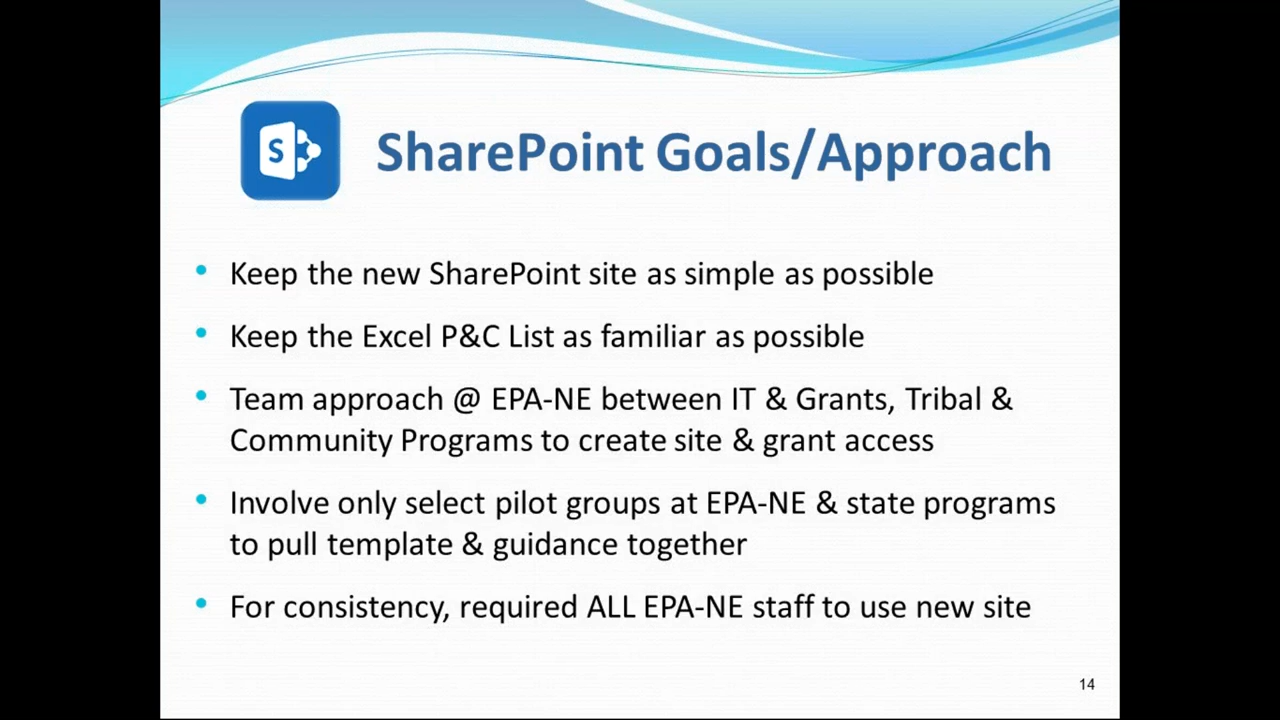 S
SharePoint Goals/Approach
• Keep the new SharePoint site as simple as possible
• Keep the Excel P&C List as familiar as possible
• Team approach @ EPA-NE between IT & Grants, Tribal &
Community Programs to create site & grant access
• Involve only select pilot groups at EPA-NE & state programs
to pull template & guidance together
• For consistency, required ALL EPA-NE staff to use new site
14